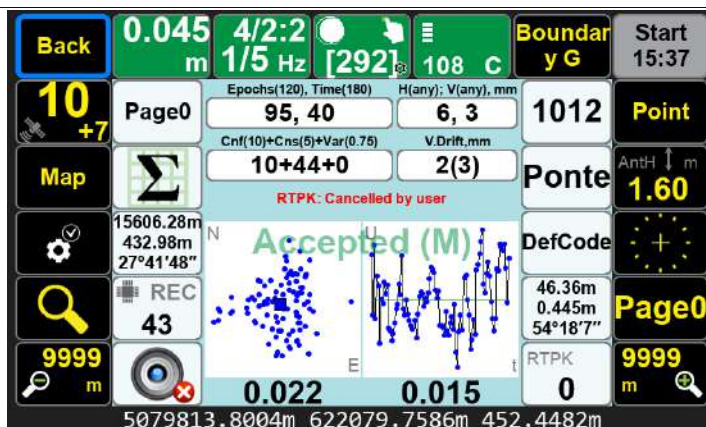 Back
0.045
m
4/2:2
1/5 Hz
[292]
108 C
Boundar
y G
Start
15:37
10
+7
Page0
Epochs(120), Time(180)
95, 40
H(any); V(any), mm
6, 3
1012
Point
Map
Σ
Cnf(10)+Cns(5)+Var(0.75)
10+44+0
V.Drift,mm
2(3)
RTPK: Cancelled by user
Ponte
AntH m
1.60
15606.28m
432.98m
27°41'48"
N
Accepted (M)
U
DefCode
REC
43
46.36m
0.445m
54°18'7"
Page0
9999
m
E
t
RTPK
0
9999
m
0.022
0.015
5079813.8004m 622079.7586m 452.4482m